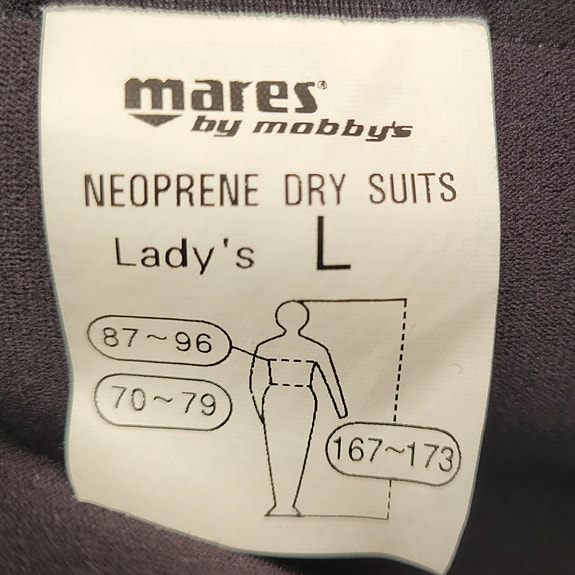 mares®
by mobby's
NEOPRENE DRY SUITS
Lady's L
87~96
70~79
167~173